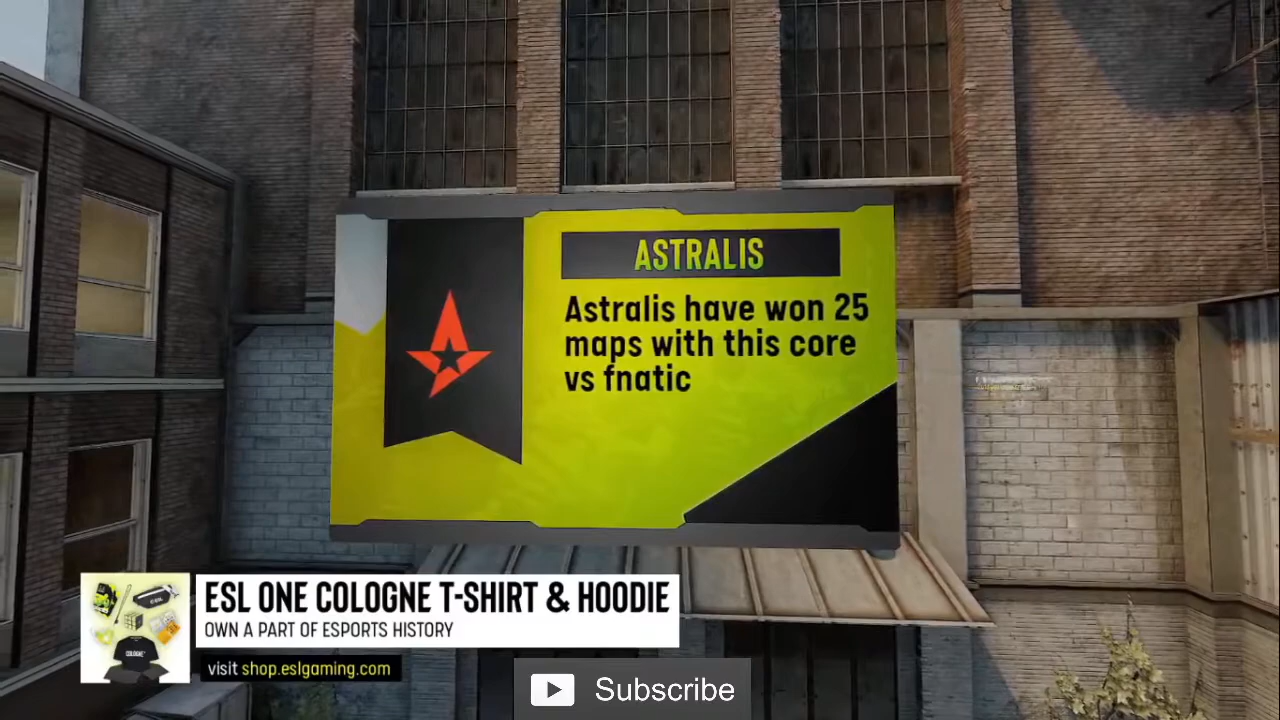 ASTRALIS
Astralis have won 25
maps with this core
vs fnatic
ESL ONE COLOGNE T-SHIRT & HOODIE
OWN A PART OF ESPORTS HISTORY
visit shop.eslgaming.com
Subscribe